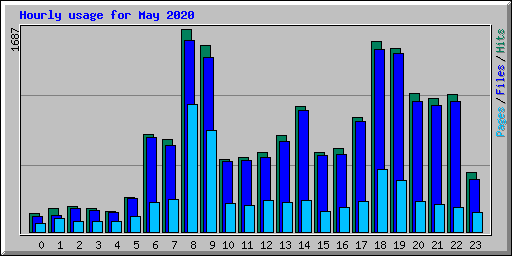 Hourly usage for May 2020
1687
Pages / Files / Hits
0 1 2 3 4 5 6 7 8 9 10 11 12 13 14 15 16 17 18 19 20 21 22 23